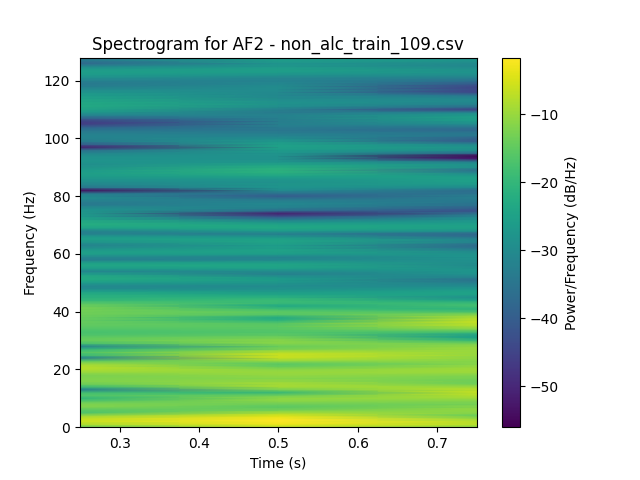 Spectrogram for AF2 - non_alc_train_109.csv
120
100
80
60
40
20
0
Frequency (Hz)
0.3 0.4 0.5 0.6 0.7
Time (s)
−10
−20
−30
−40
−50
Power/Frequency (dB/Hz)